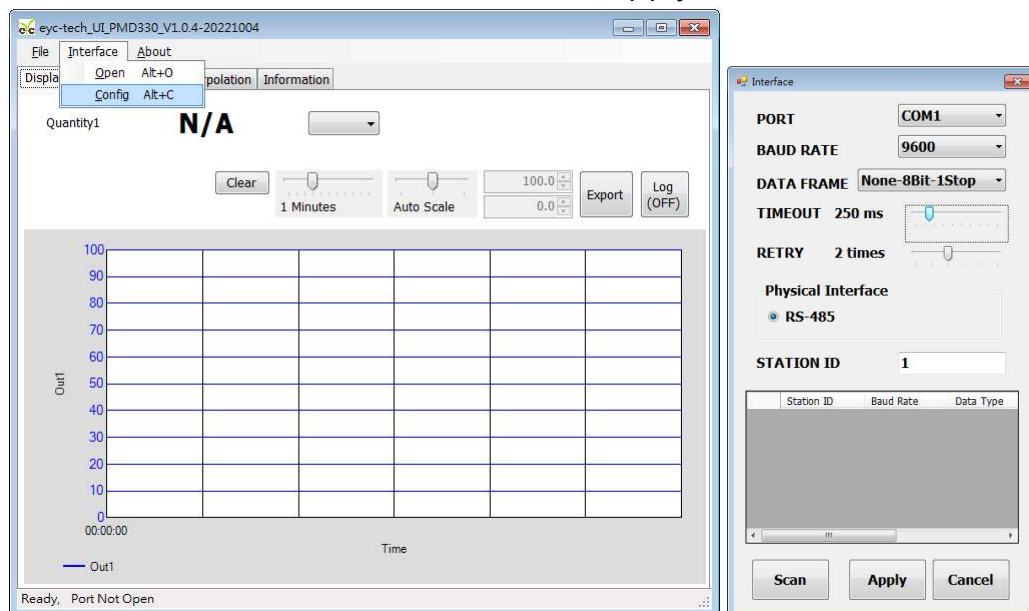 eyc-tech_UI_PMD330_V1.0.4-20221004
File Interface About
Open Alt+O
Config Alt+C
Displa
rpolation Information
Quantity1 N/A
Clear
1 Minutes
Auto Scale
100.0
0.0
Export
Log
(OFF)
100
90
80
70
60
50
40
30
20
10
0
Out1
00:00:00
Time
Out1
Ready, Port Not Open
Interface
PORT COM1
BAUD RATE 9600
DATA FRAME None-8Bit-1Stop
TIMEOUT 250 ms
RETRY 2 times
Physical Interface
RS-485
STATION ID 1
Station ID Baud Rate Data Type
Scan Apply Cancel